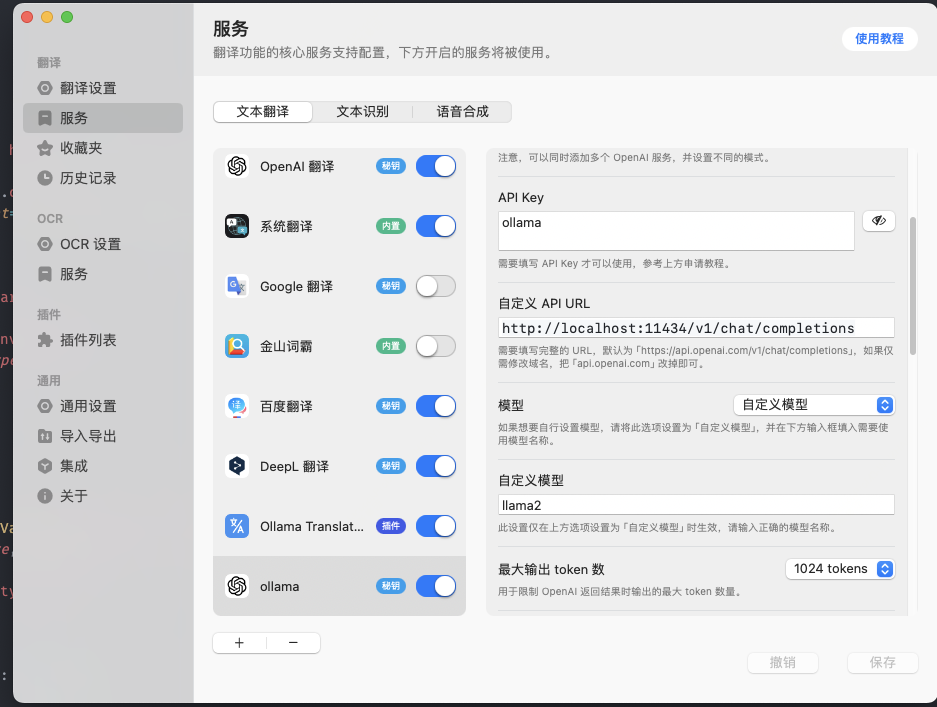 翻译
翻译设置
服务
收藏夹
历史记录
OCR
OCR 设置
服务
插件
插件列表
通用
通用设置
导入导出
集成
关于
服务
翻译功能的核心服务支持配置，下方开启的服务将被使用。
使用教程
文本翻译 文本识别 语音合成
OpenAI 翻译 秘钥
系统翻译 内置
Google 翻译 秘钥
金山词霸 内置
百度翻译 秘钥
DeepL 翻译 秘钥
Ollama Translat... 插件
ollama 秘钥
+ −
注意，可以同时添加多个 OpenAI 服务，并设置不同的模式。
API Key
ollama
需要填写 API Key 才可以使用，参考上方申请教程。
自定义 API URL
http://localhost:11434/v1/chat/completions
需要填写完整的 URL，默认为「https://api.openai.com/v1/chat/completions」，如果仅
需修改域名，把「api.openai.com」改掉即可。
模型 自定义模型
如果想要自行设置模型，请将此选项设置为「自定义模型」，并在下方输入框填入需要使
用模型名称。
自定义模型
llama2
此设置仅在上方选项设置为「自定义模型」时生效，请输入正确的模型名称。
最大输出 token 数 1024 tokens
用于限制 OpenAI 返回结果时输出的最大 token 数量。
撤销 保存